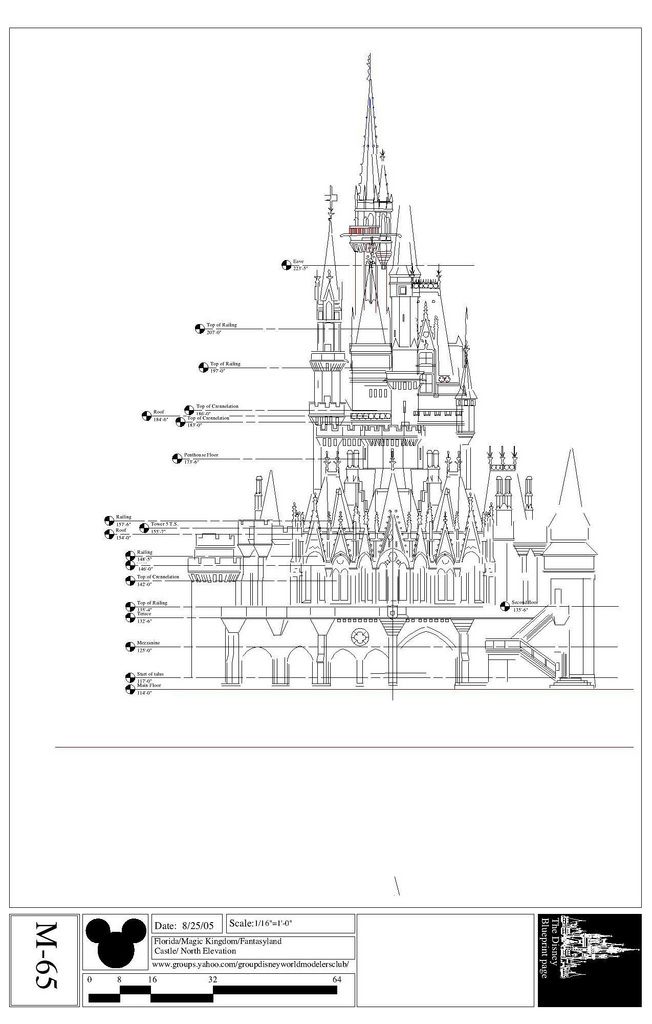 Eave
223'-5"
Top of Railing
207'-0"
Top of Railing
197'-0"
Top of Crennelation
186'-0"
Roof
184'-6"
Top of Crennelation
183'-0"
Penthouse Floor
173'-6"
Railing
157'-6"
Tower 5 T.S.
155'-7"
Roof
154'-0"
Railing
148'-5"
146'-0"
Top of Crennelation
142'-0"
Top of Railing
135'-4"
Second floor
135'-6"
Terrace
132'-6"
Mezzanine
125'-0"
Start of talus
117'-0"
Main Floor
114'-0"
M-65
Date: 8/25/05
Scale:1/16"=1'-0"
Florida/Magic Kingdom/Fantasyland
Castle/ North Elevation
www.groups.yahoo.com/groupdisneyworldmodelersclub/
0 8 16 32 64
The Disney
Blueprint page